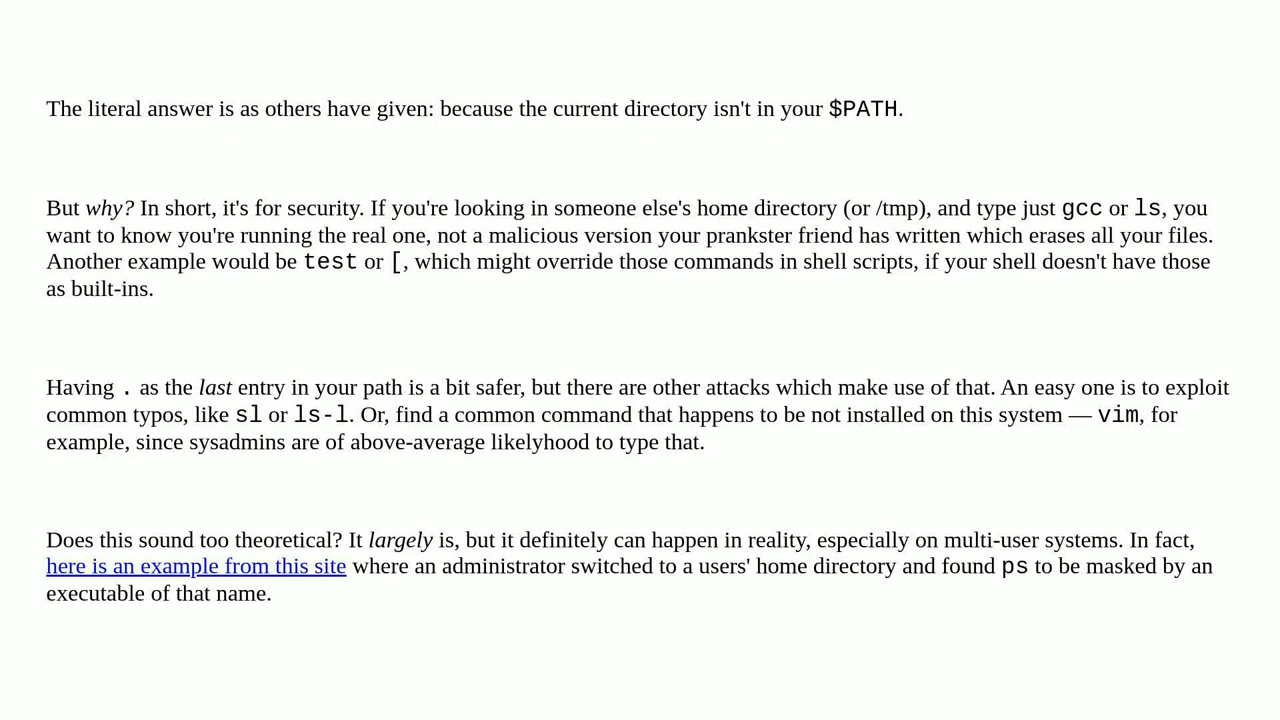 The literal answer is as others have given: because the current directory isn't in your $PATH.
But why? In short, it's for security. If you're looking in someone else's home directory (or /tmp), and type just gcc or ls, you
want to know you're running the real one, not a malicious version your prankster friend has written which erases all your files.
Another example would be test or [, which might override those commands in shell scripts, if your shell doesn't have those
as built-ins.
Having . as the last entry in your path is a bit safer, but there are other attacks which make use of that. An easy one is to exploit
common typos, like sl or ls-l. Or, find a common command that happens to be not installed on this system — vim, for
example, since sysadmins are of above-average likelyhood to type that.
Does this sound too theoretical? It largely is, but it definitely can happen in reality, especially on multi-user systems. In fact,
here is an example from this site where an administrator switched to a users' home directory and found ps to be masked by an
executable of that name.